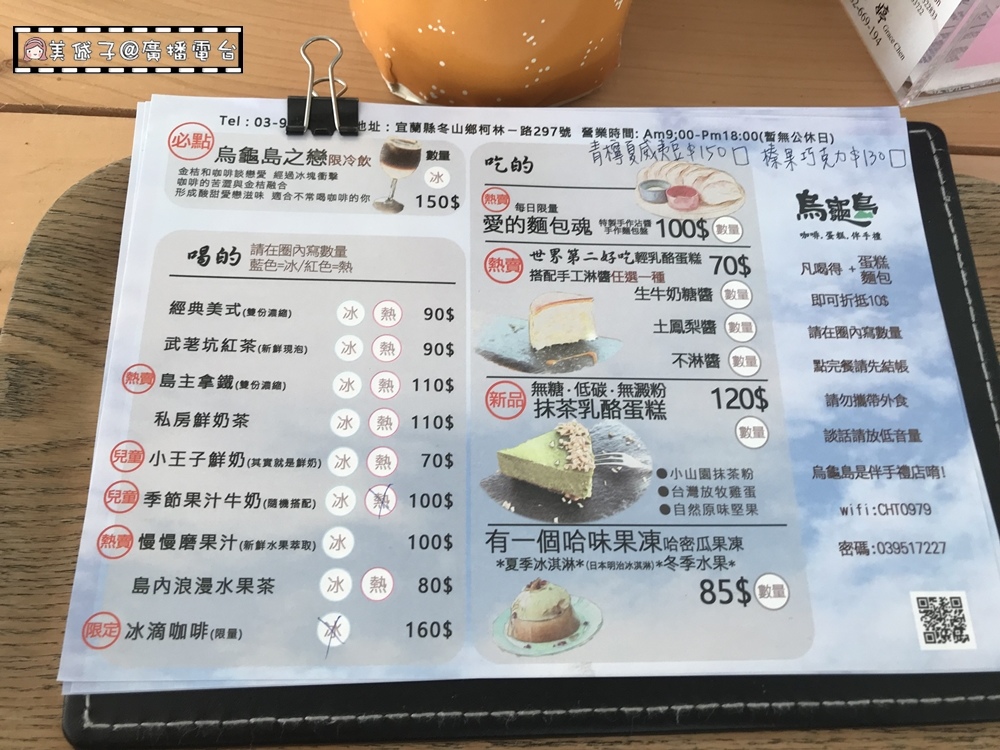 美黛子@廣播電台
婷 Grace Chen
2-669-194
Tel : 03-9
地址 : 宜蘭縣冬山鄉柯林一路297號 營業時間: Am9;00-Pm18:00(暫無公休日)
必點 烏龜島之戀 限冷飲 數量
金桔和咖啡談戀愛 經過冰塊衝擊 冰
咖啡的苦澀與金桔融合
形成酸甜愛戀滋味 適合不常喝咖啡的你 150$
喝的 請在圈內寫數量
藍色=冰/紅色=熱
經典美式(雙份濃縮) 冰 熱 90$
武荖坑紅茶(新鮮現泡) 冰 熱 90$
熱賣 島主拿鐵(雙份濃縮) 冰 熱 110$
私房鮮奶茶 冰 熱 110$
兒童 小王子鮮奶(其實就是鮮奶) 冰 熱 70$
兒童 季節果汁牛奶(隨機搭配) 冰 熱 100$
熱賣 慢慢磨果汁(新鮮水果萃取) 冰 100$
島內浪漫水果茶 冰 熱 80$
限定 冰滴咖啡(限量) 冰 160$
青檸夏威夷豆$150 榛果巧克力$130
吃的
熱賣 每日限量
愛的麵包魂 特製手作沾醬 100$ 數量
手作麵包盤
熱賣 世界第二好吃輕乳酪蛋糕 70$
搭配手工淋醬任選一種
生牛奶糖醬 數量
土鳳梨醬 數量
不淋醬 數量
新品 無糖·低碳·無澱粉
抹茶乳酪蛋糕 120$
數量
●小山園抹茶粉
●台灣放牧雞蛋
●自然原味堅果
有一個哈味果凍 哈密瓜果凍
*夏季冰淇淋*(日本明治冰淇淋)*冬季水果*
85$ 數量
烏龜島
咖啡.蛋糕.伴手禮
凡喝得 + 蛋糕
麵包
即可折抵10$
請在圈內寫數量
點完餐請先結帳
請勿攜帶外食
談話請放低音量
烏龜島是伴手禮店唷!
wifi:CHT0979
密碼:039517227